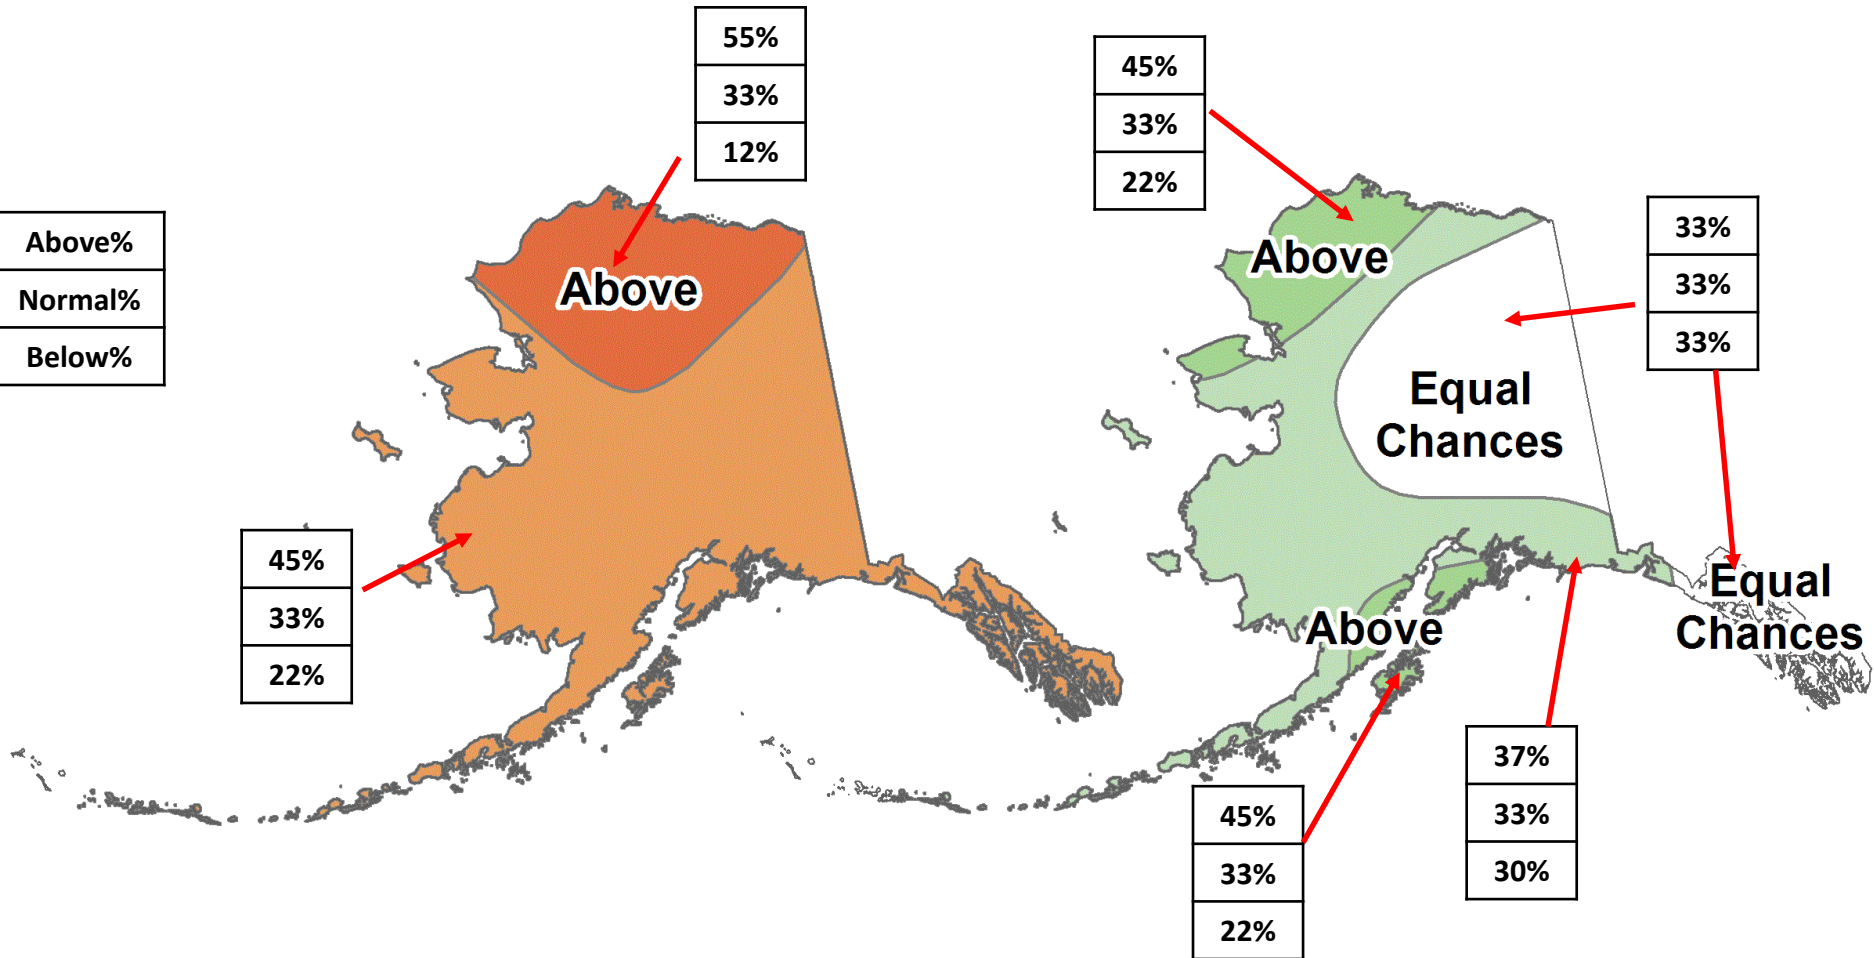 55%
33%
12%
Above%
Normal%
Below%
Above
45%
33%
22%
45%
33%
22%
Above
33%
33%
33%
Equal
Chances
Equal
Chances
Above
37%
33%
30%
45%
33%
22%